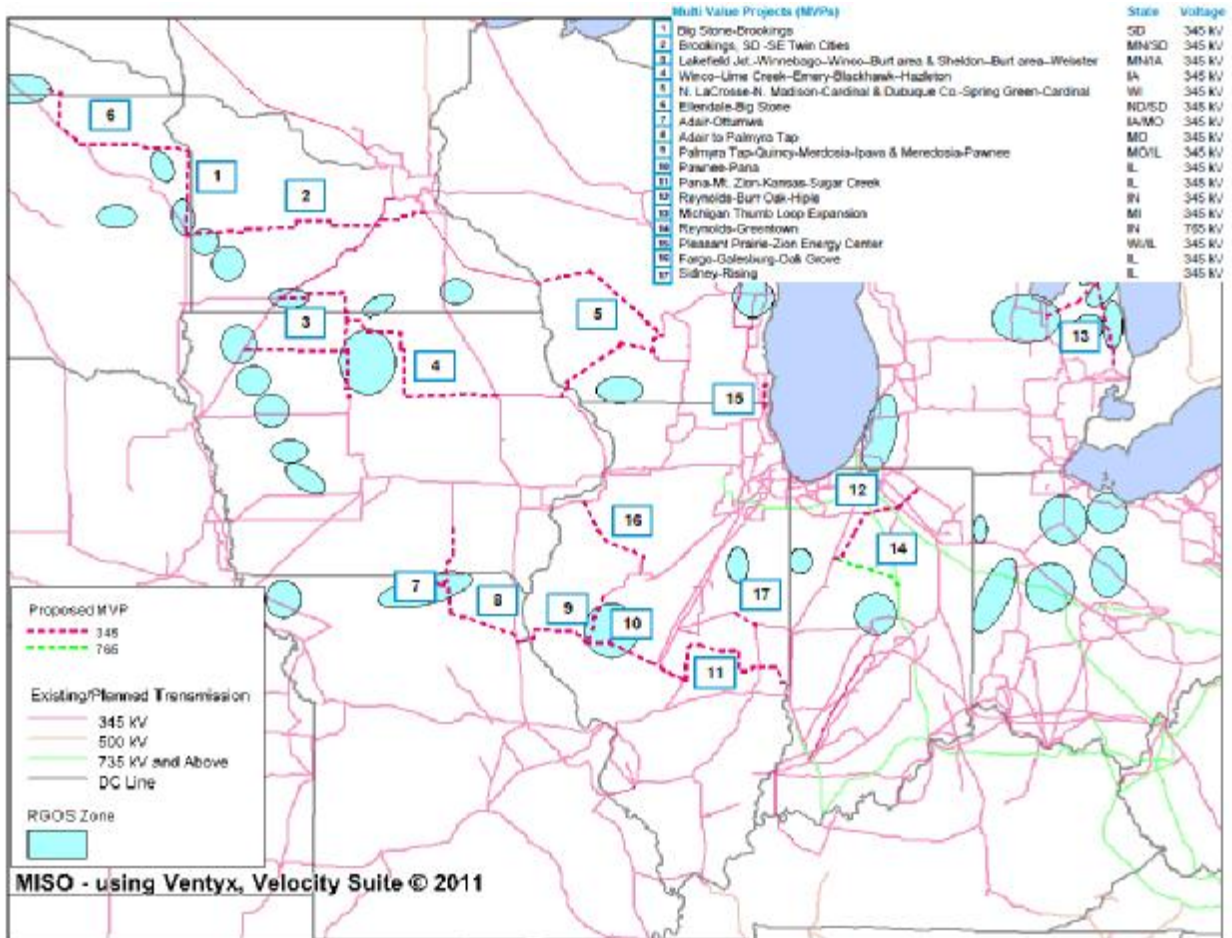 Multi Value Projects (MVPs) State Voltage
1 Big Stone-Brookings SD 345 kV
2 Brookings, SD -SE Twin Cities MN/SD 345 kV
3 Lakefield Jct.-Winnebago-Winco-Burt area & Sheldon-Burt area-Webster MN/IA 345 kV
4 Winco-Lime Creek-Emery-Blackhawk-Hazleton IA 345 kV
5 N. LaCrosse-N. Madison-Cardinal & Dubuque Co.-Spring Green-Cardinal WI 345 kV
6 Ellendale-Big Stone ND/SD 345 kV
7 Adair-Ottumwa IA/MO 345 kV
8 Adair to Palmyra Tap MO 345 kV
9 Palmyra Tap-Quincy-Merdosia-Ipava & Meredosia-Pawnee MO/IL 345 kV
10 Pawnee-Pana IL 345 kV
11 Pana-Mt. Zion-Kansas-Sugar Creek IL 345 kV
12 Reynolds-Burr Oak-Hiple IN 345 kV
13 Michigan Thumb Loop Expansion MI 345 kV
14 Reynolds-Greentown IN 765 kV
15 Pleasant Prairie-Zion Energy Center WI/IL 345 kV
16 Fargo-Galesburg-Oak Grove IL 345 kV
17 Sidney-Rising IL 345 kV
6
1
2
3
4
5
13
15
12
16
14
7
8
9
10
17
11
Proposed MVP
345
765
Existing/Planned Transmission
345 kV
500 kV
735 kV and Above
DC Line
RGOS Zone
MISO - using Ventyx, Velocity Suite © 2011